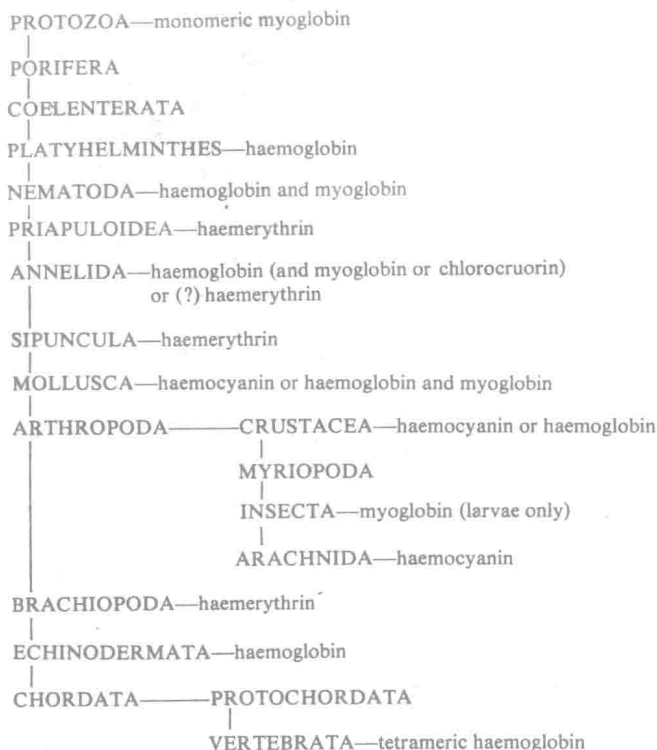 PROTOZOA—monomeric myoglobin
PORIFERA
COELENTERATA
PLATYHELMINTHES—haemoglobin
NEMATODA—haemoglobin and myoglobin
PRIAPULOIDEA—haemerythrin
ANNELIDA—haemoglobin (and myoglobin or chlorocruorin)
or (?) haemerythrin
SIPUNCULA—haemerythrin
MOLLUSCA—haemocyanin or haemoglobin and myoglobin
ARTHROPODA——CRUSTACEA—haemocyanin or haemoglobin
MYRIOPODA
INSECTA—myoglobin (larvae only)
ARACHNIDA—haemocyanin
BRACHIOPODA—haemerythrin
ECHINODERMATA—haemoglobin
CHORDATA——PROTOCHORDATA
VERTEBRATA—tetrameric haemoglobin